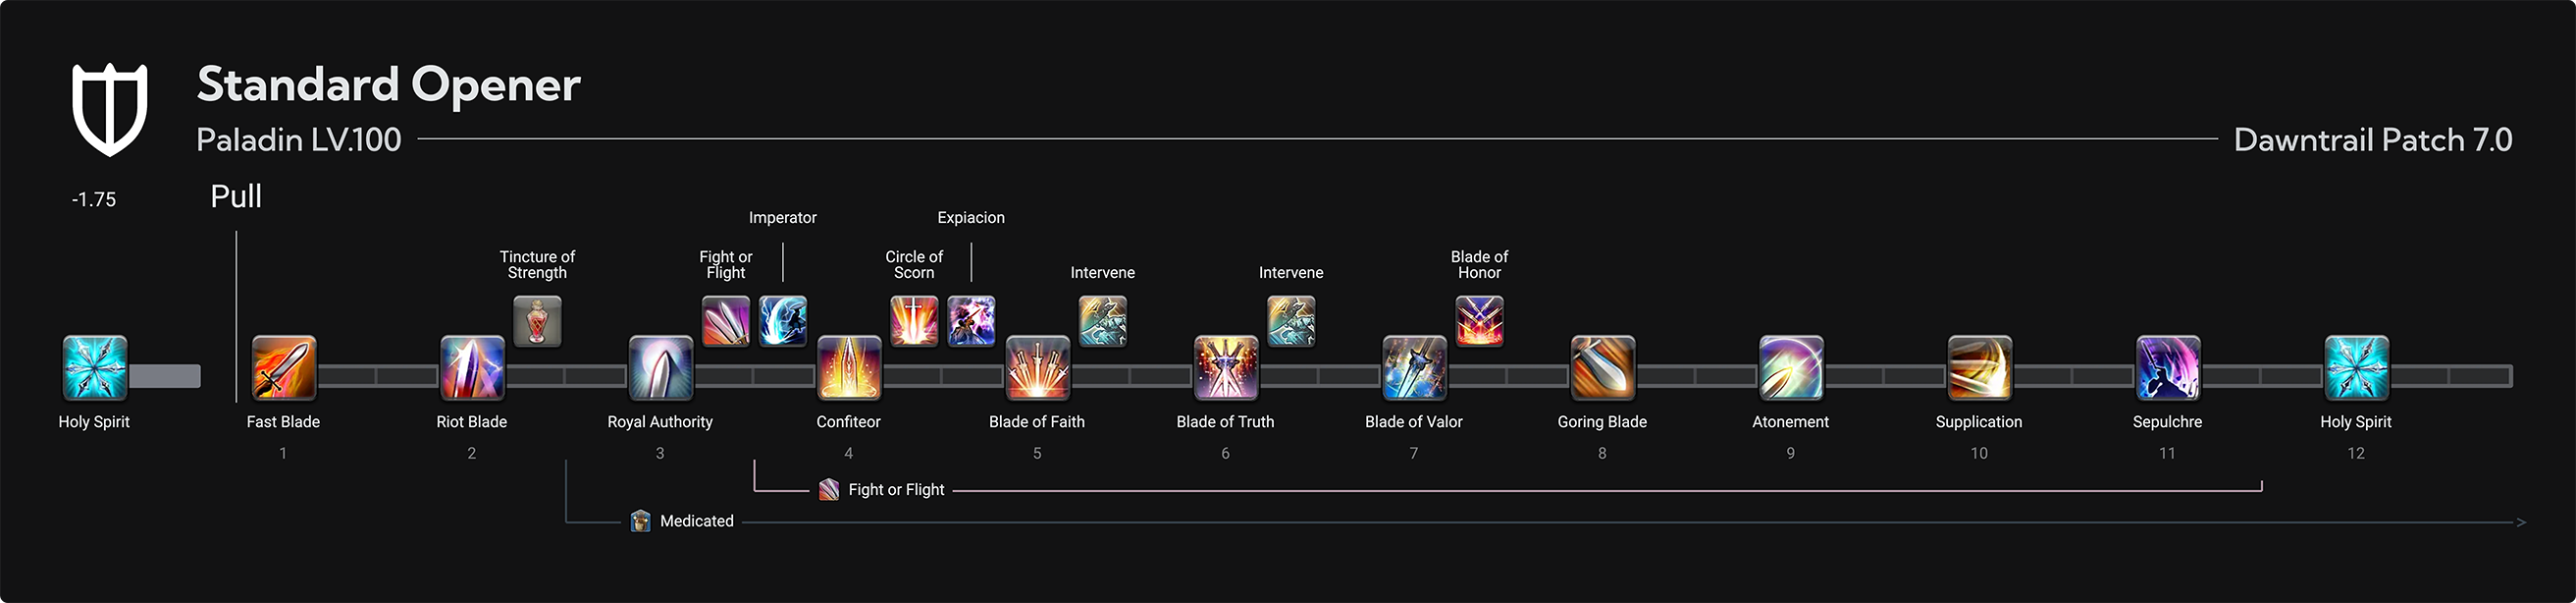 Standard Opener
Paladin LV.100
Dawntrail Patch 7.0
-1.75
Pull
Imperator
Expiacion
Tincture of
Strength
Fight or
Flight
Circle of
Scorn
Intervene
Intervene
Blade of
Honor
Holy Spirit
Fast Blade
Riot Blade
Royal Authority
Confiteor
Blade of Faith
Blade of Truth
Blade of Valor
Goring Blade
Atonement
Supplication
Sepulchre
Holy Spirit
1
2
3
4
5
6
7
8
9
10
11
12
Fight or Flight
Medicated